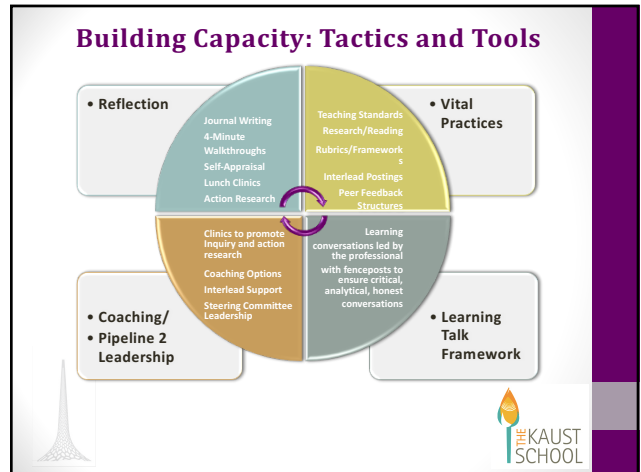 Building Capacity: Tactics and Tools
• Reflection
Journal Writing
4-Minute
Walkthroughs
Self-Appraisal
Lunch Clinics
Action Research
Teaching Standards
Research/Reading
Rubrics/Framework
s
Interlead Postings
Peer Feedback
Structures
• Vital
Practices
Clinics to promote
Inquiry and action
research
Coaching Options
Interlead Support
Steering Committee
Leadership
• Coaching/
• Pipeline 2
Leadership
Learning
conversations led by
the professional
with fenceposts to
ensure critical,
analytical, honest
conversations
• Learning
Talk
Framework
THE
KAUST
SCHOOL